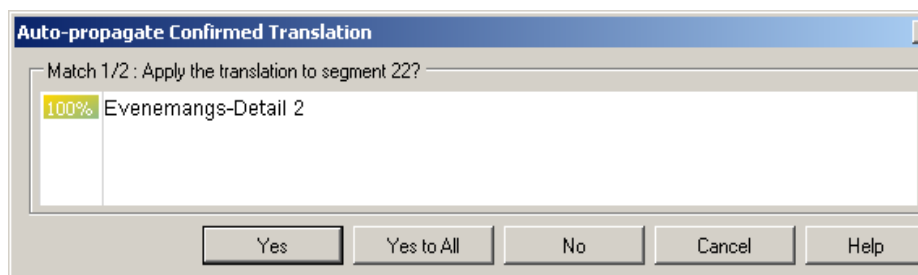 Auto-propagate Confirmed Translation
Match 1/2 : Apply the translation to segment 22?
100% Evenemangs-Detail 2
Yes Yes to All No Cancel Help